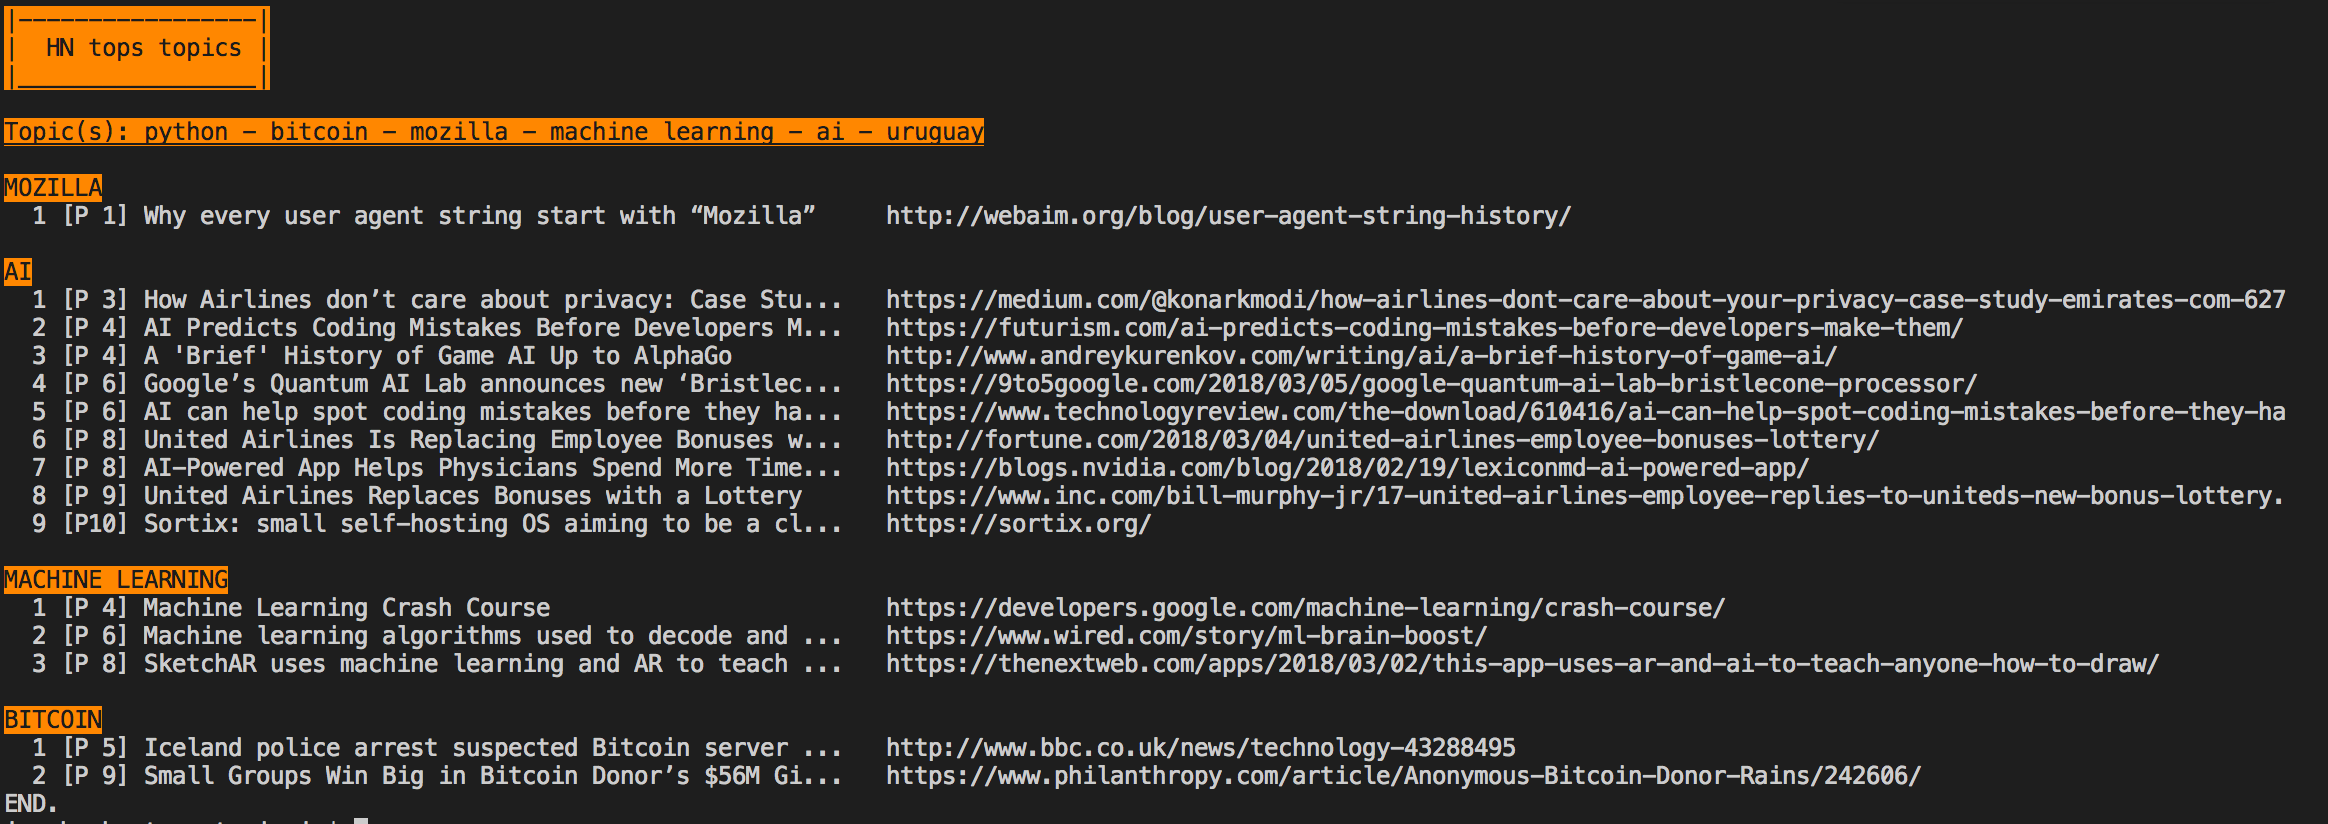 |-----------------|
|  HN tops topics |
|_________________|
Topic(s): python - bitcoin - mozilla - machine learning - ai - uruguay
MOZILLA
1 [P 1] Why every user agent string start with “Mozilla” http://webaim.org/blog/user-agent-string-history/
AI
1 [P 3] How Airlines don’t care about privacy: Case Stu... https://medium.com/@konarkmodi/how-airlines-dont-care-about-your-privacy-case-study-emirates-com-627
2 [P 4] AI Predicts Coding Mistakes Before Developers M... https://futurism.com/ai-predicts-coding-mistakes-before-developers-make-them/
3 [P 4] A 'Brief' History of Game AI Up to AlphaGo http://www.andreykurenkov.com/writing/ai/a-brief-history-of-game-ai/
4 [P 6] Google’s Quantum AI Lab announces new ‘Bristlec... https://9to5google.com/2018/03/05/google-quantum-ai-lab-bristlecone-processor/
5 [P 6] AI can help spot coding mistakes before they ha... https://www.technologyreview.com/the-download/610416/ai-can-help-spot-coding-mistakes-before-they-ha
6 [P 8] United Airlines Is Replacing Employee Bonuses w... http://fortune.com/2018/03/04/united-airlines-employee-bonuses-lottery/
7 [P 8] AI-Powered App Helps Physicians Spend More Time... https://blogs.nvidia.com/blog/2018/02/19/lexiconmd-ai-powered-app/
8 [P 9] United Airlines Replaces Bonuses with a Lottery https://www.inc.com/bill-murphy-jr/17-united-airlines-employee-replies-to-uniteds-new-bonus-lottery.
9 [P10] Sortix: small self-hosting OS aiming to be a cl... https://sortix.org/
MACHINE LEARNING
1 [P 4] Machine Learning Crash Course https://developers.google.com/machine-learning/crash-course/
2 [P 6] Machine learning algorithms used to decode and ... https://www.wired.com/story/ml-brain-boost/
3 [P 8] SketchAR uses machine learning and AR to teach ... https://thenextweb.com/apps/2018/03/02/this-app-uses-ar-and-ai-to-teach-anyone-how-to-draw/
BITCOIN
1 [P 5] Iceland police arrest suspected Bitcoin server ... http://www.bbc.co.uk/news/technology-43288495
2 [P 9] Small Groups Win Big in Bitcoin Donor’s $56M Gi... https://www.philanthropy.com/article/Anonymous-Bitcoin-Donor-Rains/242606/
END.